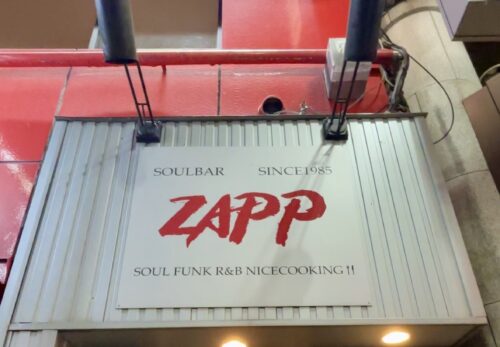 SOULBAR SINCE1985
ZAPP
SOUL FUNK R&B NICECOOKING!!